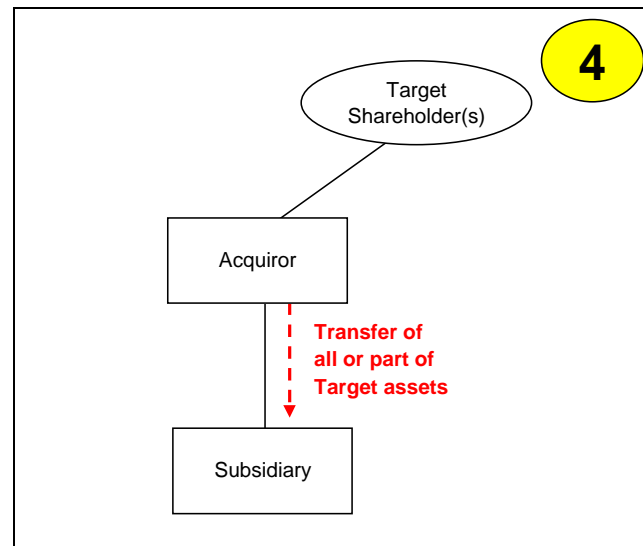 4
Target
Shareholder(s)
Acquiror
Transfer of
all or part of
Target assets
Subsidiary